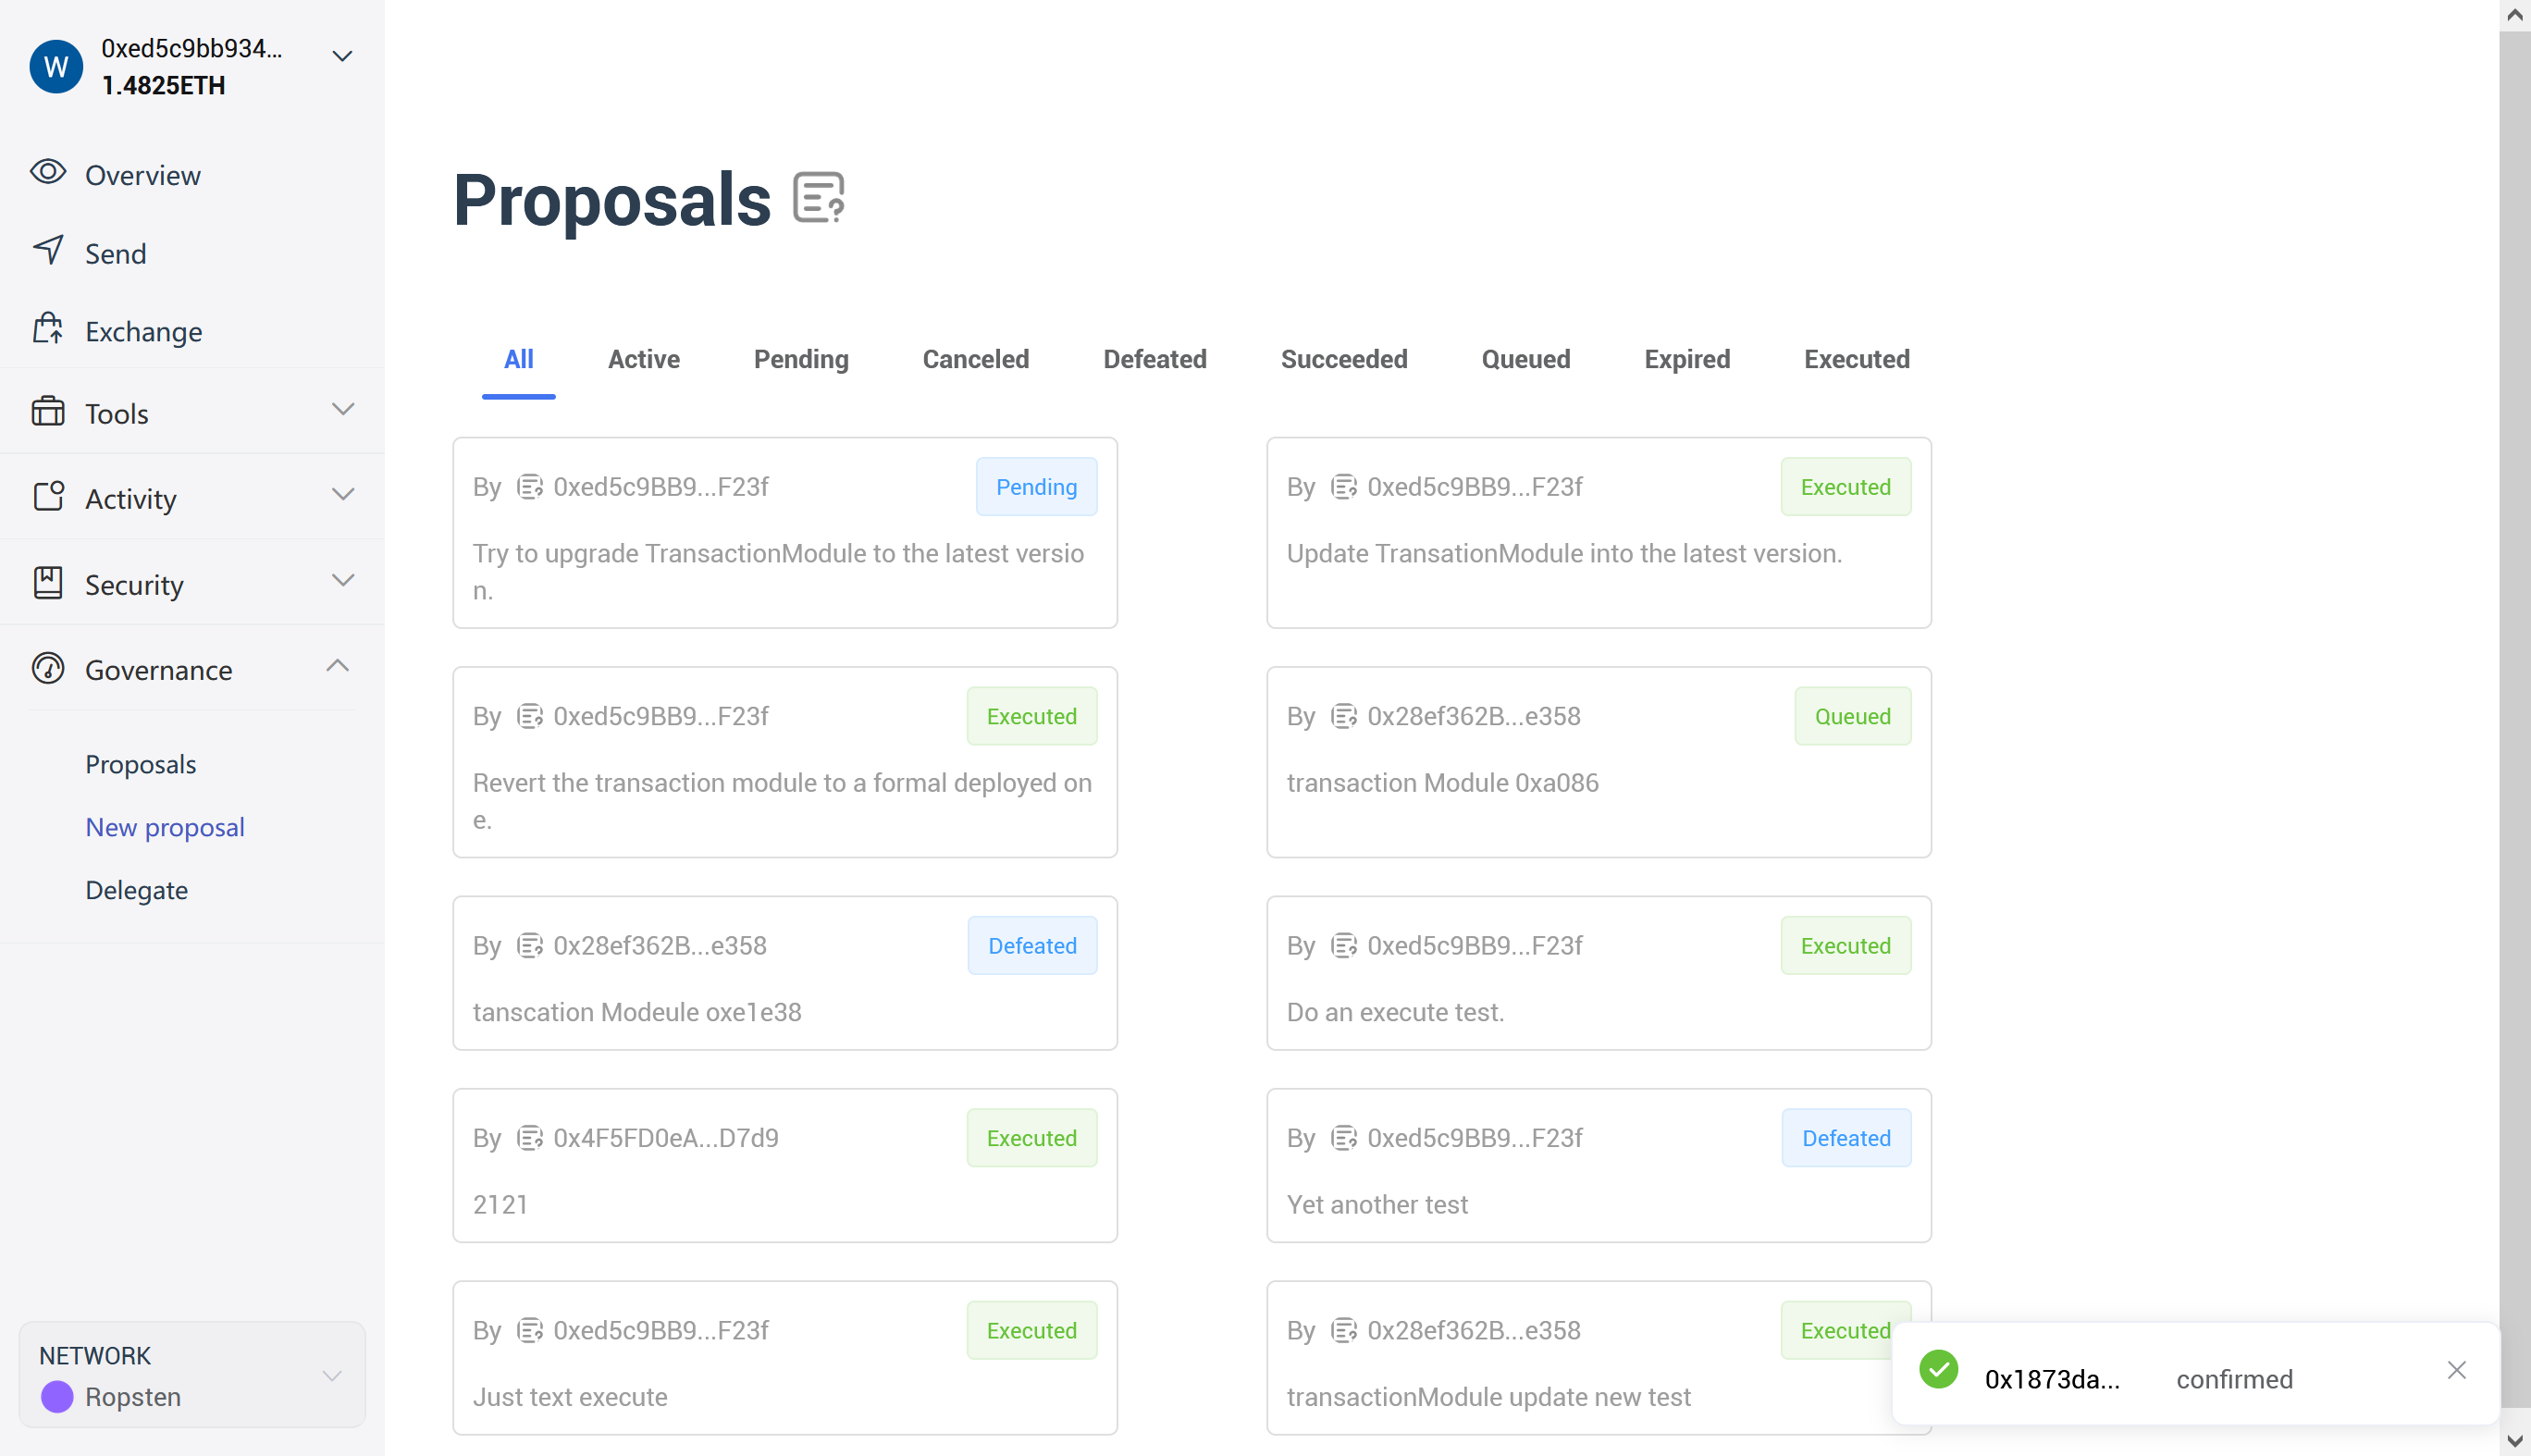 W
0xed5c9bb934...
1.4825ETH
Overview
Send
Exchange
Tools
Activity
Security
Governance
Proposals
New proposal
Delegate
NETWORK
Ropsten
Proposals
All Active Pending Canceled Defeated Succeeded Queued Expired Executed
By 0xed5c9BB9...F23f Pending
Try to upgrade TransactionModule to the latest versio
n.
By 0xed5c9BB9...F23f Executed
Update TransationModule into the latest version.
By 0xed5c9BB9...F23f Executed
Revert the transaction module to a formal deployed on
e.
By 0x28ef362B...e358 Queued
transaction Module 0xa086
By 0x28ef362B...e358 Defeated
tanscation Modeule oxe1e38
By 0xed5c9BB9...F23f Executed
Do an execute test.
By 0x4F5FD0eA...D7d9 Executed
2121
By 0xed5c9BB9...F23f Defeated
Yet another test
By 0xed5c9BB9...F23f Executed
Just text execute
By 0x28ef362B...e358 Executed
transactionModule update new test
0x1873da... confirmed